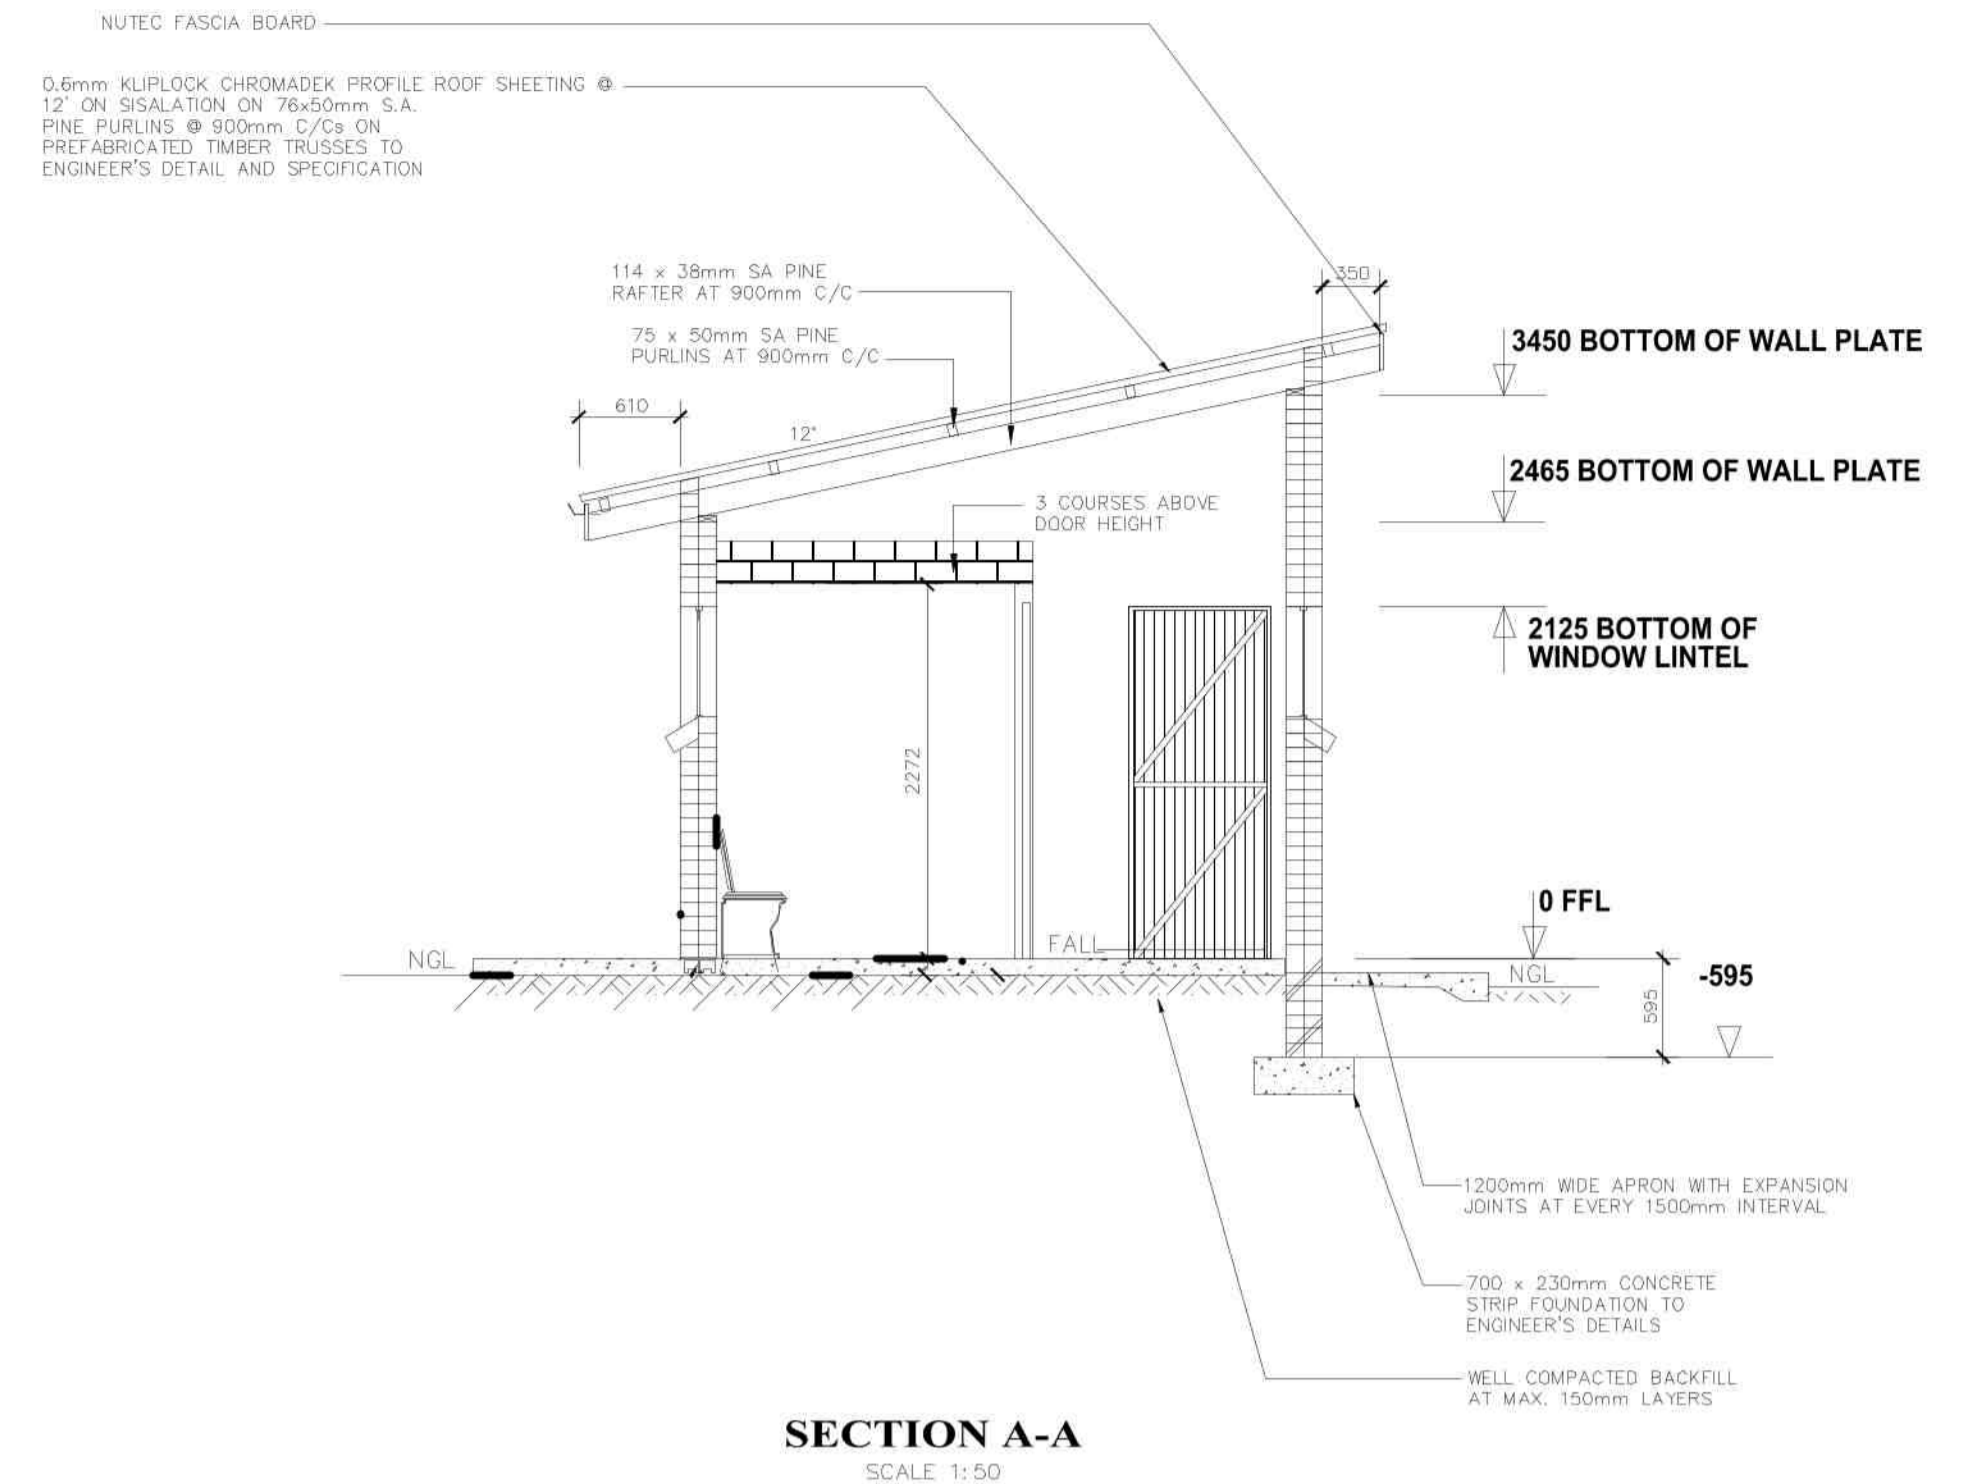 NUTEC FASCIA BOARD
0.6mm KLIPLOCK CHROMADEK PROFILE ROOF SHEETING @
12° ON SISALATION ON 76x50mm S.A.
PINE PURLINS @ 900mm C/Cs ON
PREFABRICATED TIMBER TRUSSES TO
ENGINEER'S DETAIL AND SPECIFICATION
114 x 38mm SA PINE
RAFTER AT 900mm C/C
75 x 50mm SA PINE
PURLINS AT 900mm C/C
350
3450 BOTTOM OF WALL PLATE
610
12°
2465 BOTTOM OF WALL PLATE
3 COURSES ABOVE
DOOR HEIGHT
2125 BOTTOM OF
WINDOW LINTEL
2272
0 FFL
NGL
FALL
NGL
-595
595
1200mm WIDE APRON WITH EXPANSION
JOINTS AT EVERY 1500mm INTERVAL
700 x 230mm CONCRETE
STRIP FOUNDATION TO
ENGINEER'S DETAILS
WELL COMPACTED BACKFILL
AT MAX. 150mm LAYERS
SECTION A-A
SCALE 1:50